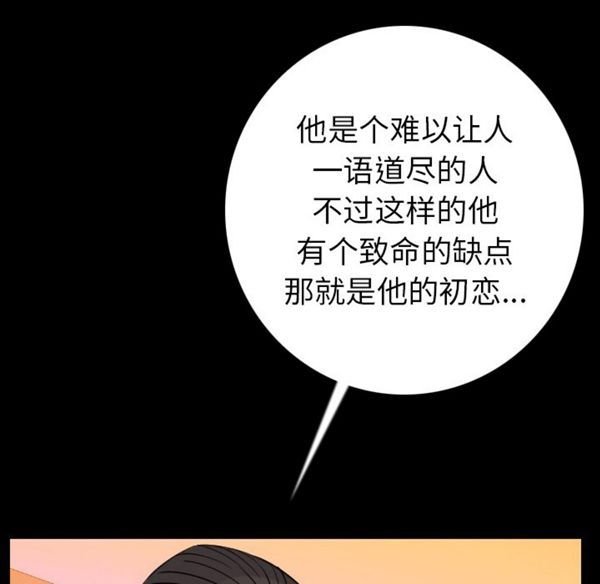 他是个难以让人
一语道尽的人
不过这样的他
有个致命的缺点
那就是他的初恋...